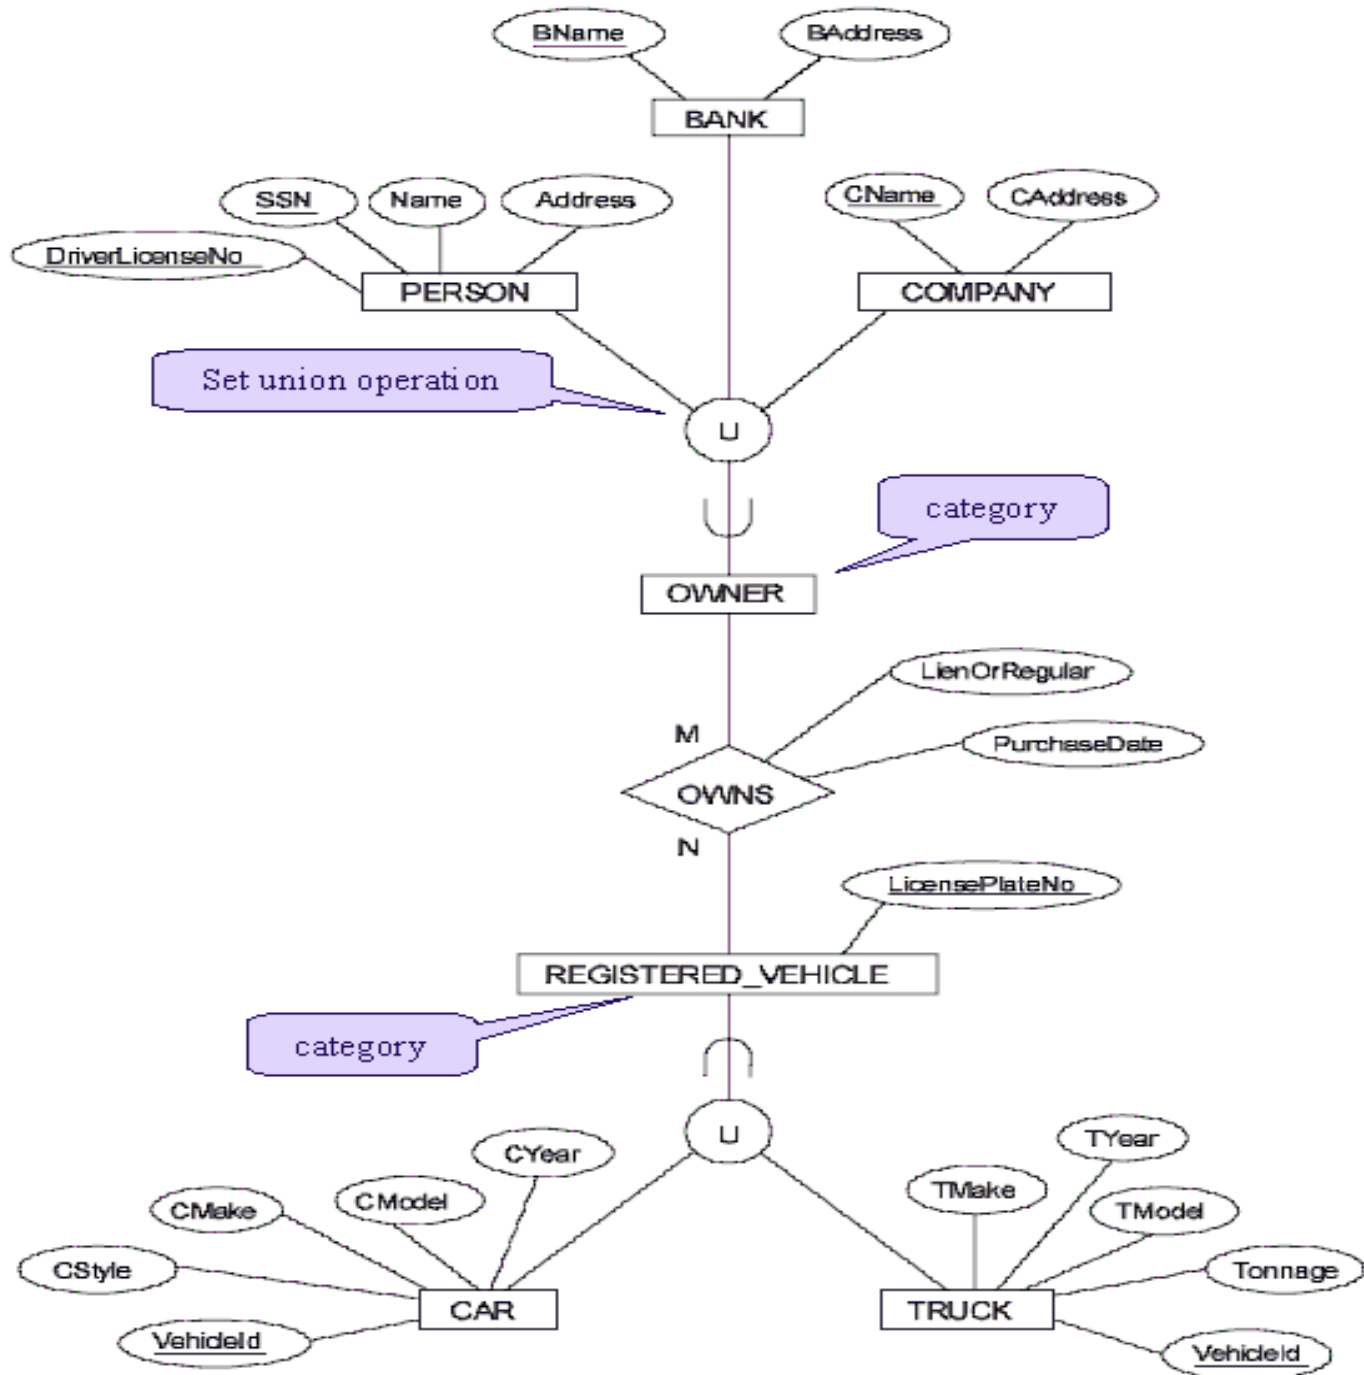 BName
BAddress
BANK
SSN
Name
Address
CName
CAddress
DriverLicenseNo
PERSON
COMPANY
Set union operation
U
category
OWNER
LienOrRegular
M
PurchaseDate
OWNS
N
LicensePlateNo
REGISTERED_VEHICLE
category
U
CYear
TYear
CModel
TMake
CMake
TModel
CStyle
Tonnage
CAR
TRUCK
VehicleId
VehicleId